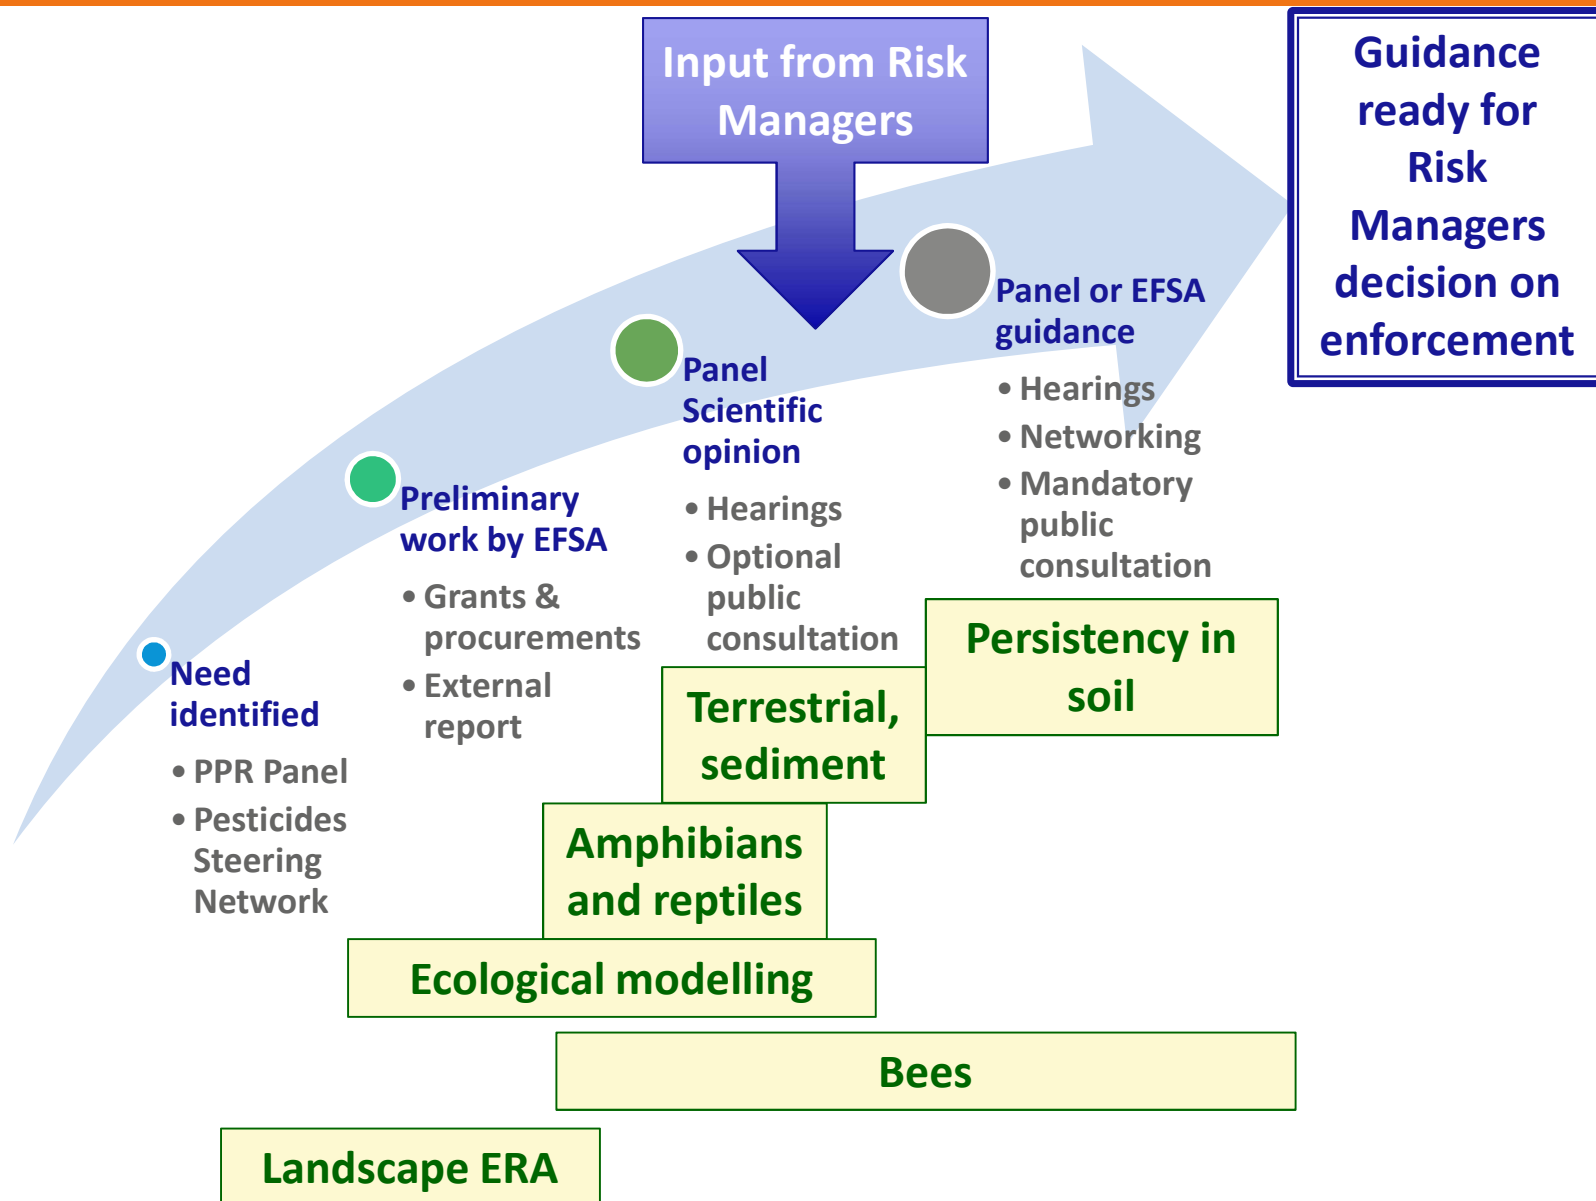 Input from Risk
Managers
Guidance
ready for
Risk
Managers
decision on
enforcement
Need
identified
• PPR Panel
• Pesticides
Steering
Network
Preliminary
work by EFSA
• Grants &
procurements
• External
report
Panel
Scientific
opinion
• Hearings
• Optional
public
consultation
Panel or EFSA
guidance
• Hearings
• Networking
• Mandatory
public
consultation
Persistency in
soil
Terrestrial,
sediment
Amphibians
and reptiles
Ecological modelling
Bees
Landscape ERA